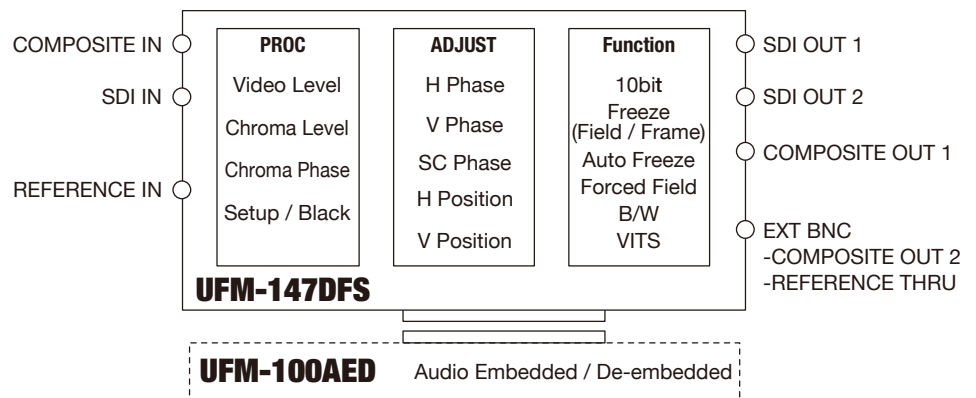 COMPOSITE IN
SDI IN
REFERENCE IN
PROC
Video Level
Chroma Level
Chroma Phase
Setup / Black
ADJUST
H Phase
V Phase
SC Phase
H Position
V Position
Function
10bit
Freeze
(Field / Frame)
Auto Freeze
Forced Field
B/W
VITS
SDI OUT 1
SDI OUT 2
COMPOSITE OUT 1
EXT BNC
-COMPOSITE OUT 2
-REFERENCE THRU
UFM-147DFS
UFM-100AED
Audio Embedded / De-embedded